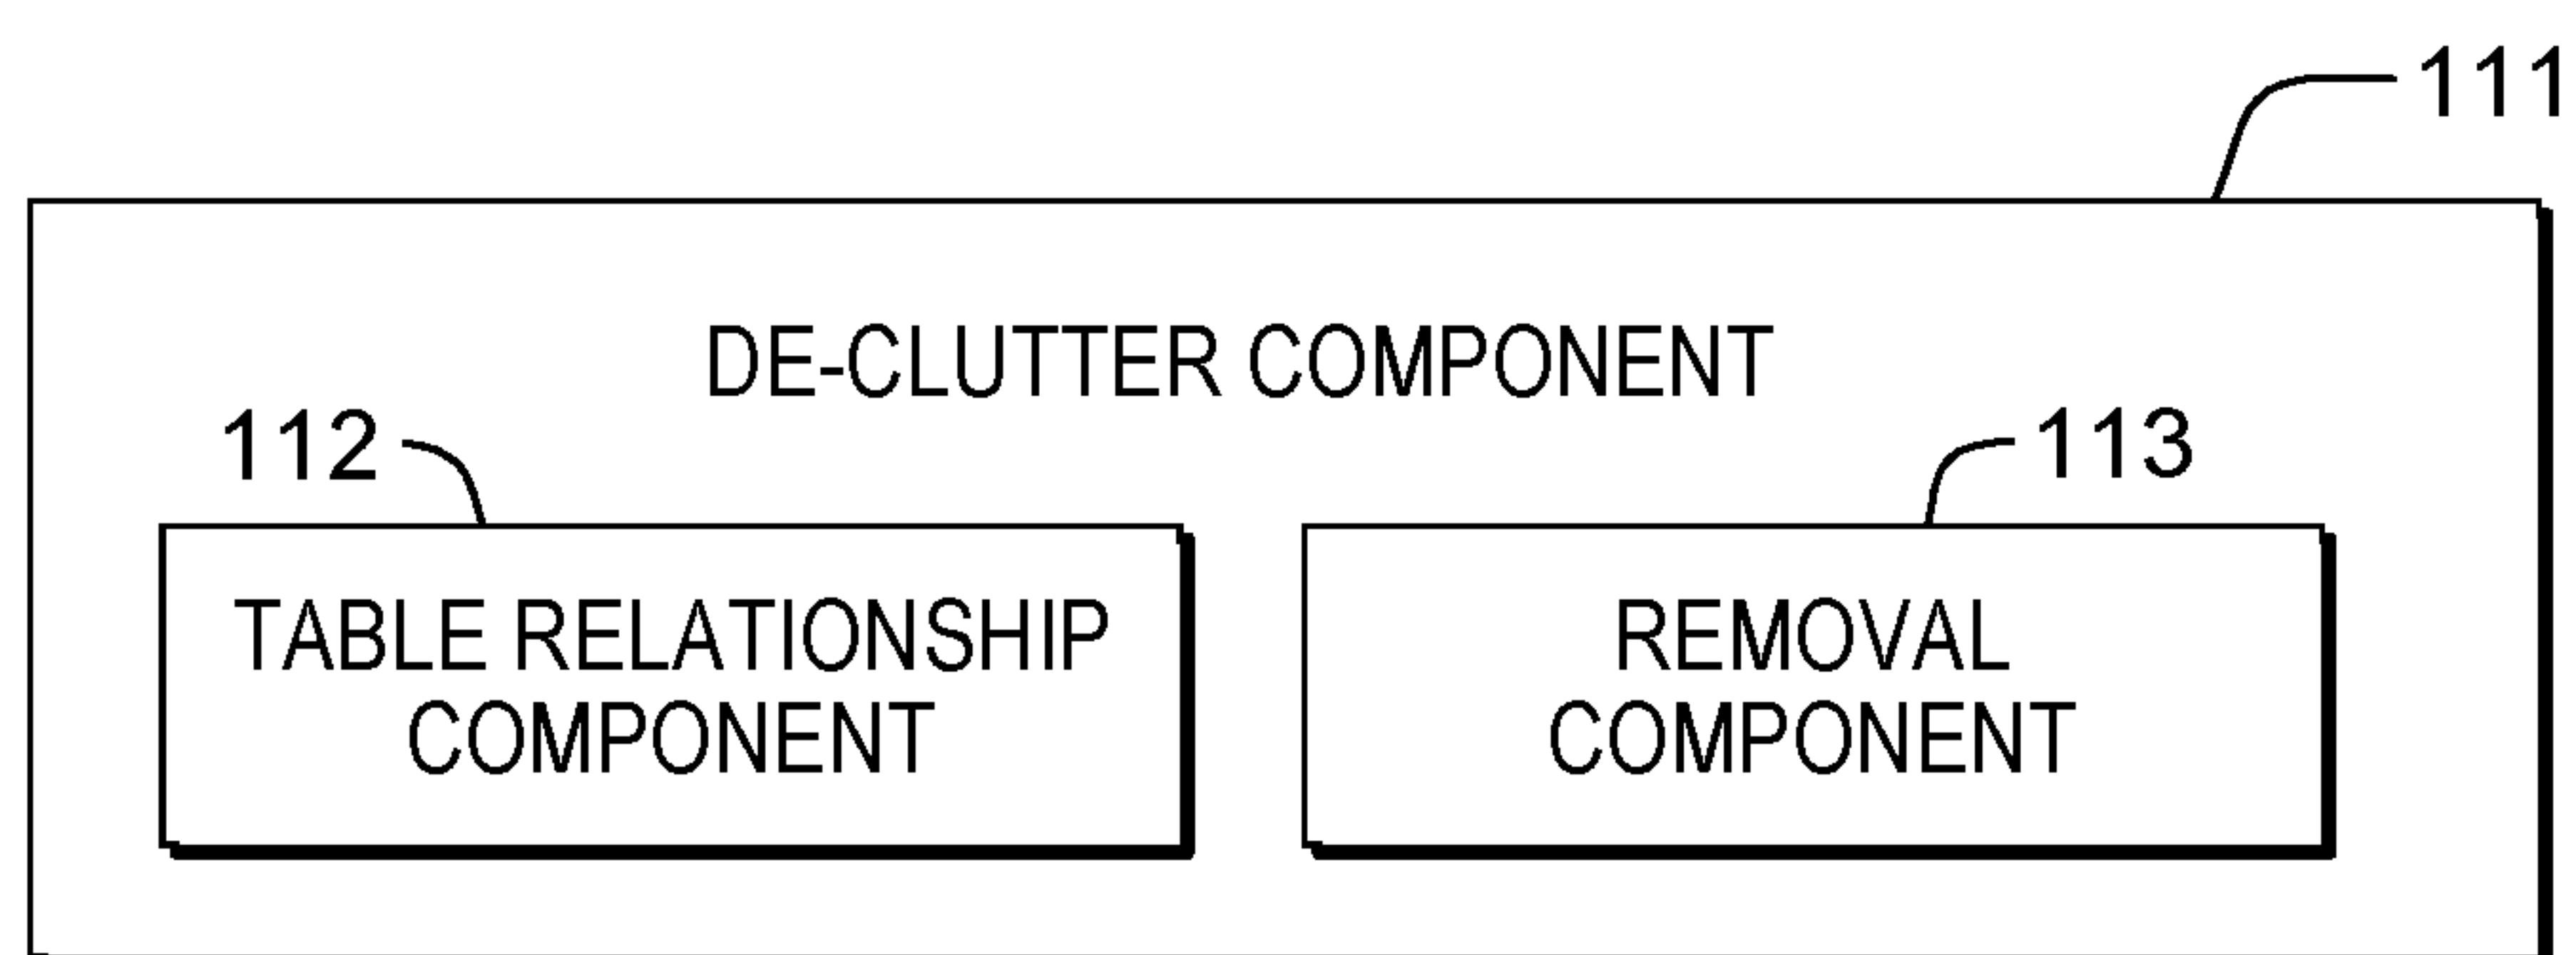 111
DE-CLUTTER COMPONENT
112
113
TABLE RELATIONSHIP
COMPONENT
REMOVAL
COMPONENT